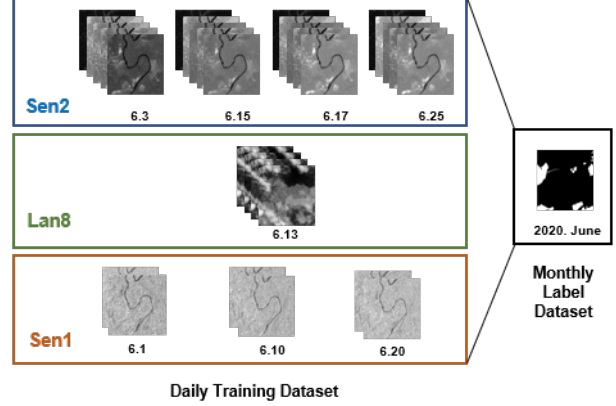 Sen2
6.3
6.15
6.17
6.25
Lan8
6.13
2020. June
Monthly
Label
Dataset
Sen1
6.1
6.10
6.20
Daily Training Dataset